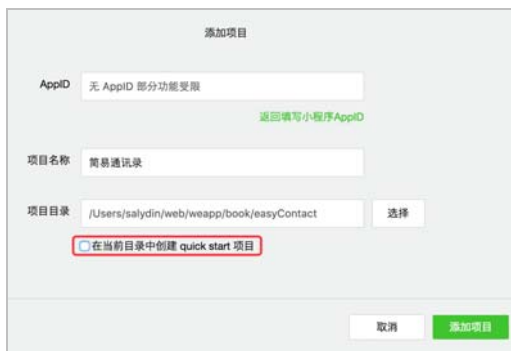 添加项目
AppID 无 AppID 部分功能受限
返回填写小程序AppID
项目名称 简易通讯录
项目目录 /Users/salydin/web/weapp/book/easyContact 选择
在当前目录中创建 quick start 项目
取消 添加项目